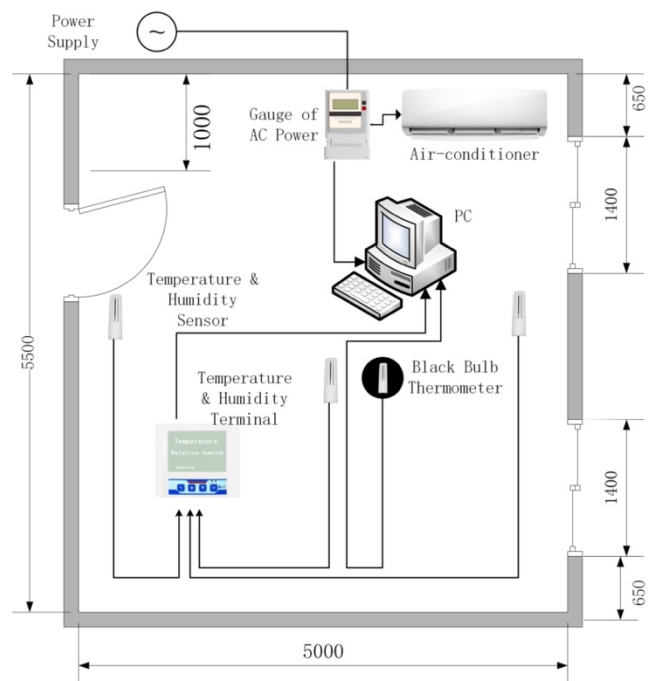 Power
Supply
~
Gauge of
AC Power
Air-conditioner
1000
650
1400
PC
Temperature &
Humidity
Sensor
5500
Temperature
& Humidity
Terminal
Black Bulb
Thermometer
Temperature
Relative humind
1400
650
5000